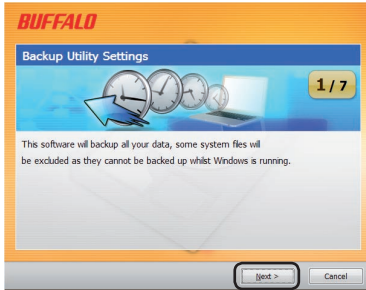 BUFFALO
Backup Utility Settings
1 / 7
This software will backup all your data, some system files will
be excluded as they cannot be backed up whilst Windows is running.
Next >
Cancel